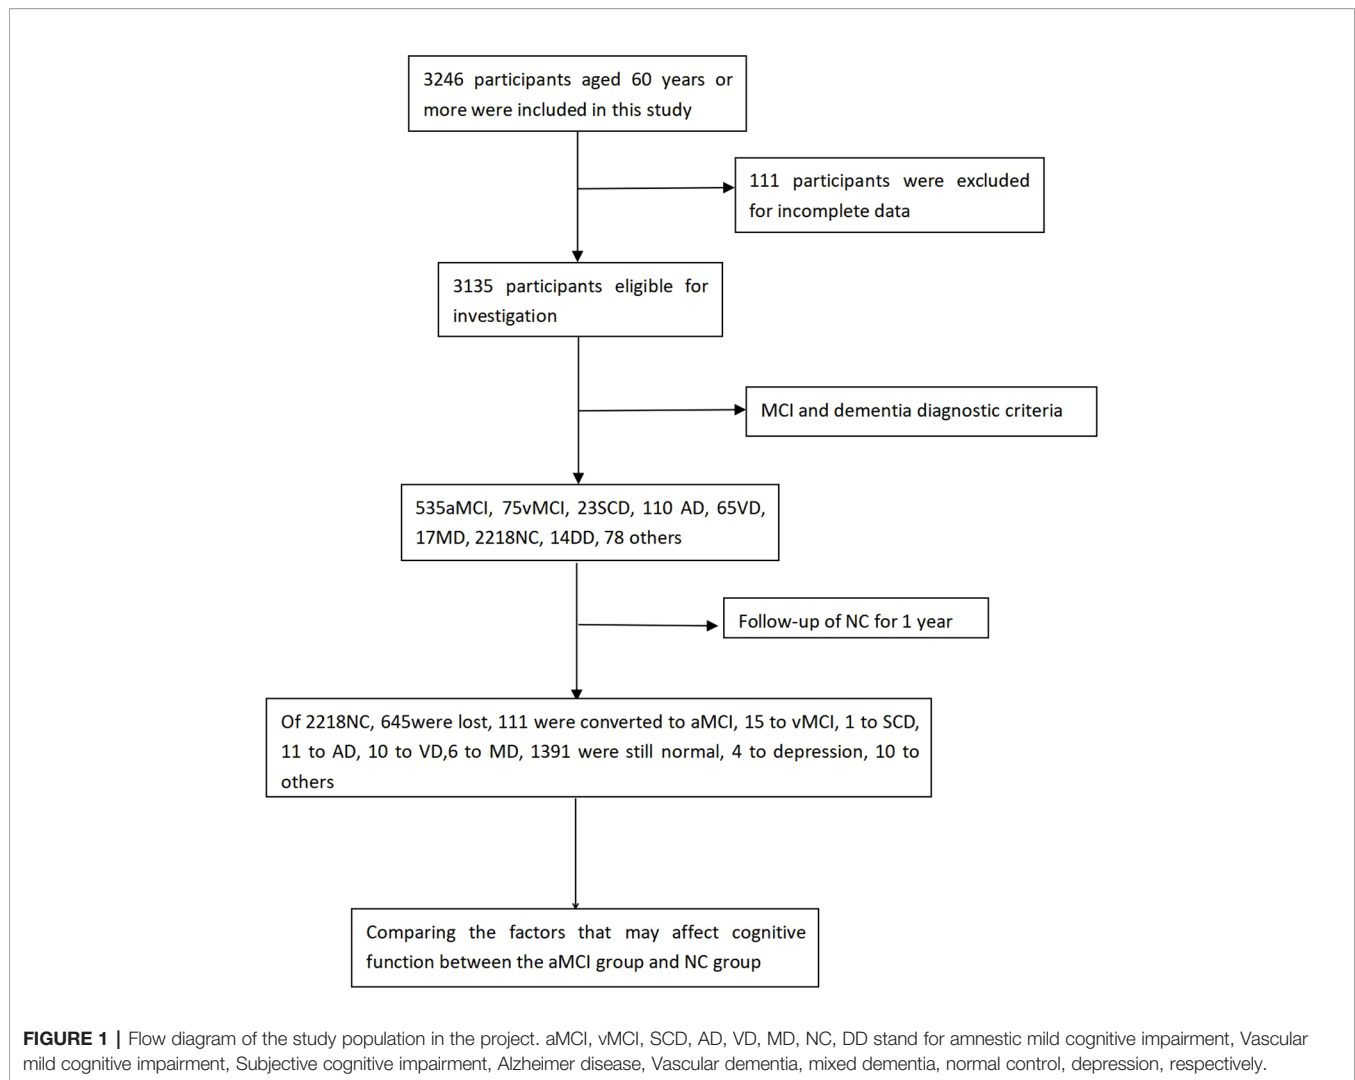 3246 participants aged 60 years or
more were included in this study
111 participants were excluded
for incomplete data
3135 participants eligible for
investigation
MCI and dementia diagnostic criteria
535aMCI, 75vMCI, 23SCD, 110 AD, 65VD,
17MD, 2218NC, 14DD, 78 others
Follow-up of NC for 1 year
Of 2218NC, 645were lost, 111 were converted to aMCI, 15 to vMCI, 1 to SCD,
11 to AD, 10 to VD,6 to MD, 1391 were still normal, 4 to depression, 10 to
others
Comparing the factors that may affect cognitive
function between the aMCI group and NC group
FIGURE 1 | Flow diagram of the study population in the project. aMCI, vMCI, SCD, AD, VD, MD, NC, DD stand for amnestic mild cognitive impairment, Vascular
mild cognitive impairment, Subjective cognitive impairment, Alzheimer disease, Vascular dementia, mixed dementia, normal control, depression, respectively.